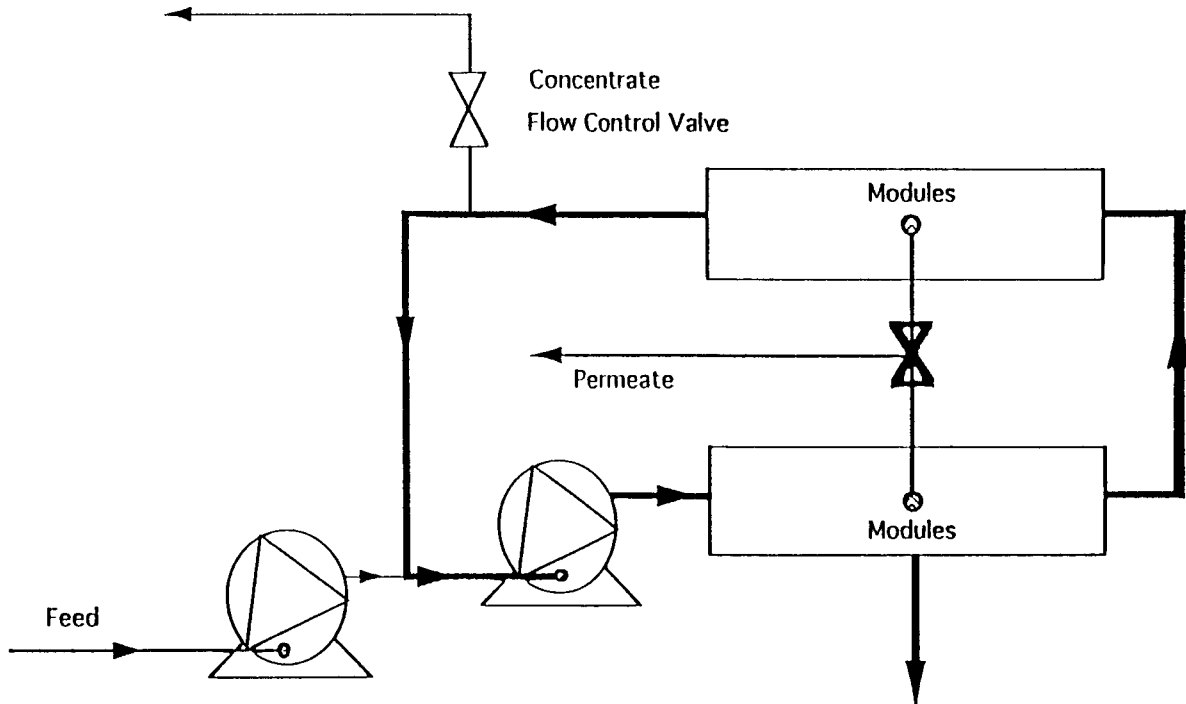 Concentrate
Flow Control Valve
Modules
Permeate
Modules
Feed